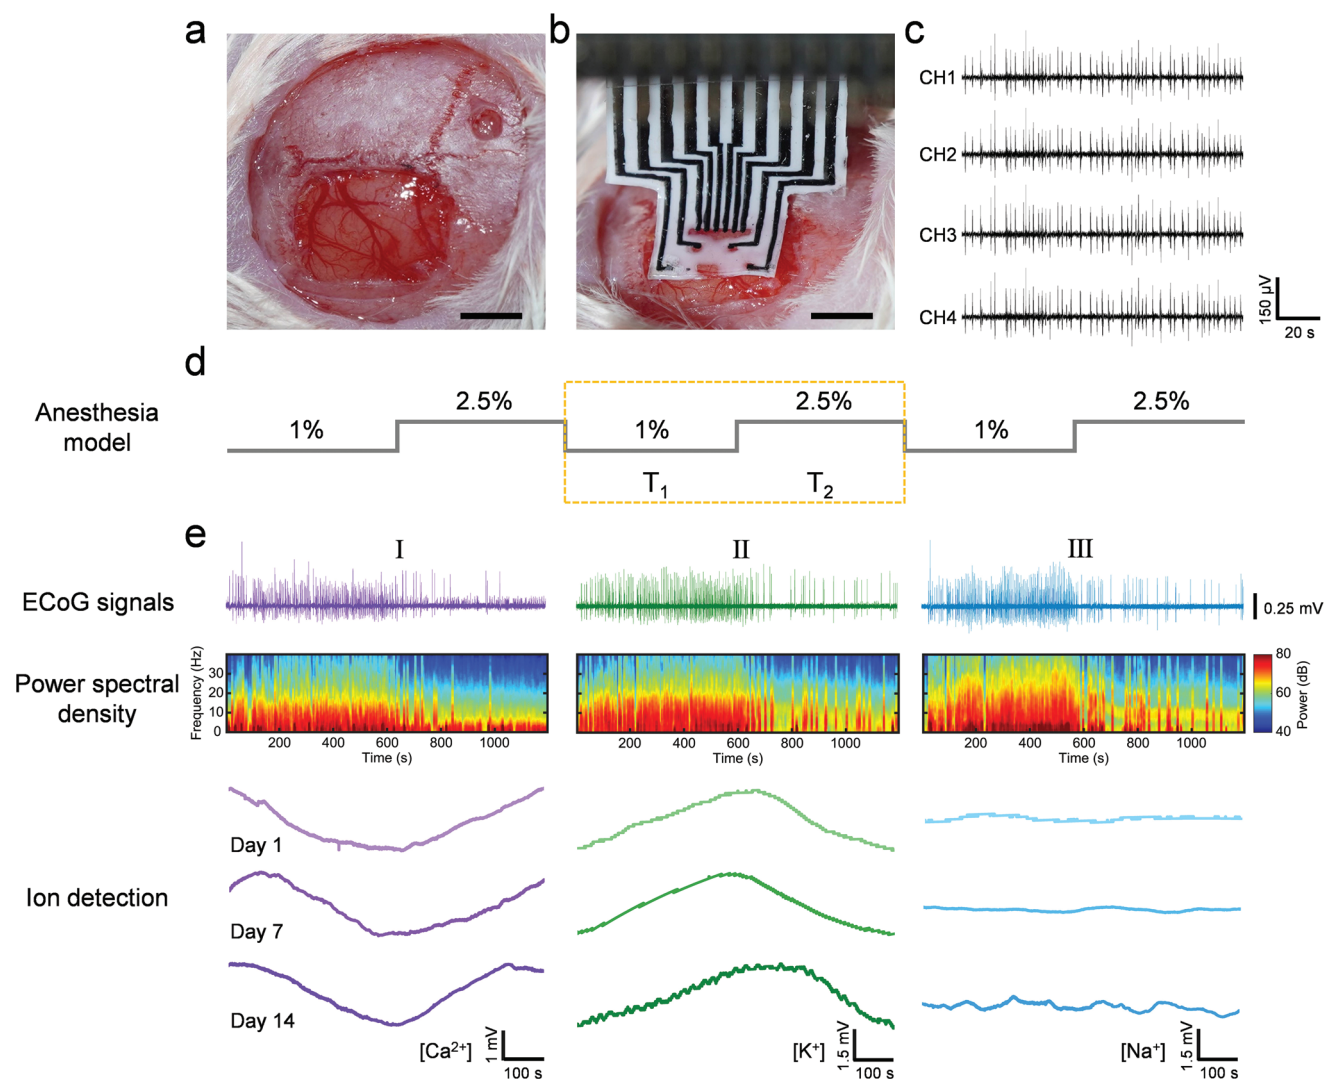 a
b
c
CH1
CH2
CH3
CH4
150 µV
20 s
d
Anesthesia
model
1%
2.5%
1%
2.5%
1%
2.5%
T1
T2
e
I
II
III
ECoG signals
0.25 mV
Power spectral
density
Frequency (Hz)
30
20
10
0
200
400
600
800
1000
Time (s)
200
400
600
800
1000
Time (s)
200
400
600
800
1000
Time (s)
80
60
40
Power (dB)
Ion detection
Day 1
Day 7
Day 14
[Ca2+]
1 mV
100 s
[K+]
1.5 mV
100 s
[Na+]
1.5 mV
100 s